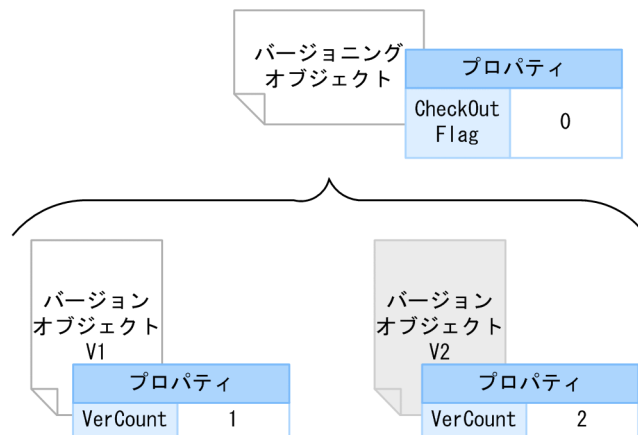 バージョニング
オブジェクト
プロパティ
CheckOut
Flag
0
バージョン
オブジェクト
V1
プロパティ
VerCount
1
バージョン
オブジェクト
V2
プロパティ
VerCount
2